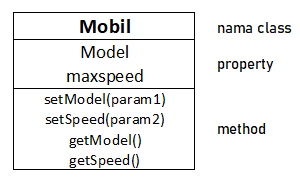 Mobil
nama class
Model
maxspeed
property
setModel(param1)
setSpeed(param2)
getModel()
getSpeed()
method